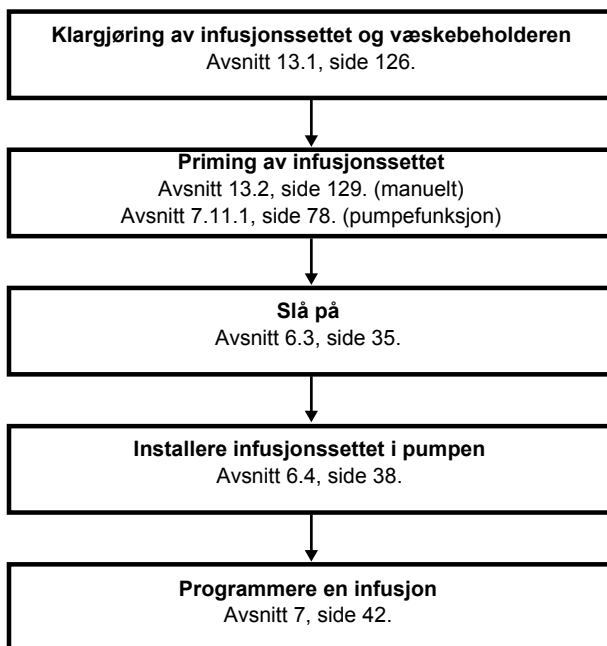 Klargjøring av infusjonssettet og væskebeholderen
Avsnitt 13.1, side 126.
Priming av infusjonssettet
Avsnitt 13.2, side 129. (manuelt)
Avsnitt 7.11.1, side 78. (pumpefunksjon)
Slå på
Avsnitt 6.3, side 35.
Installere infusjonssettet i pumpen
Avsnitt 6.4, side 38.
Programmere en infusjon
Avsnitt 7, side 42.